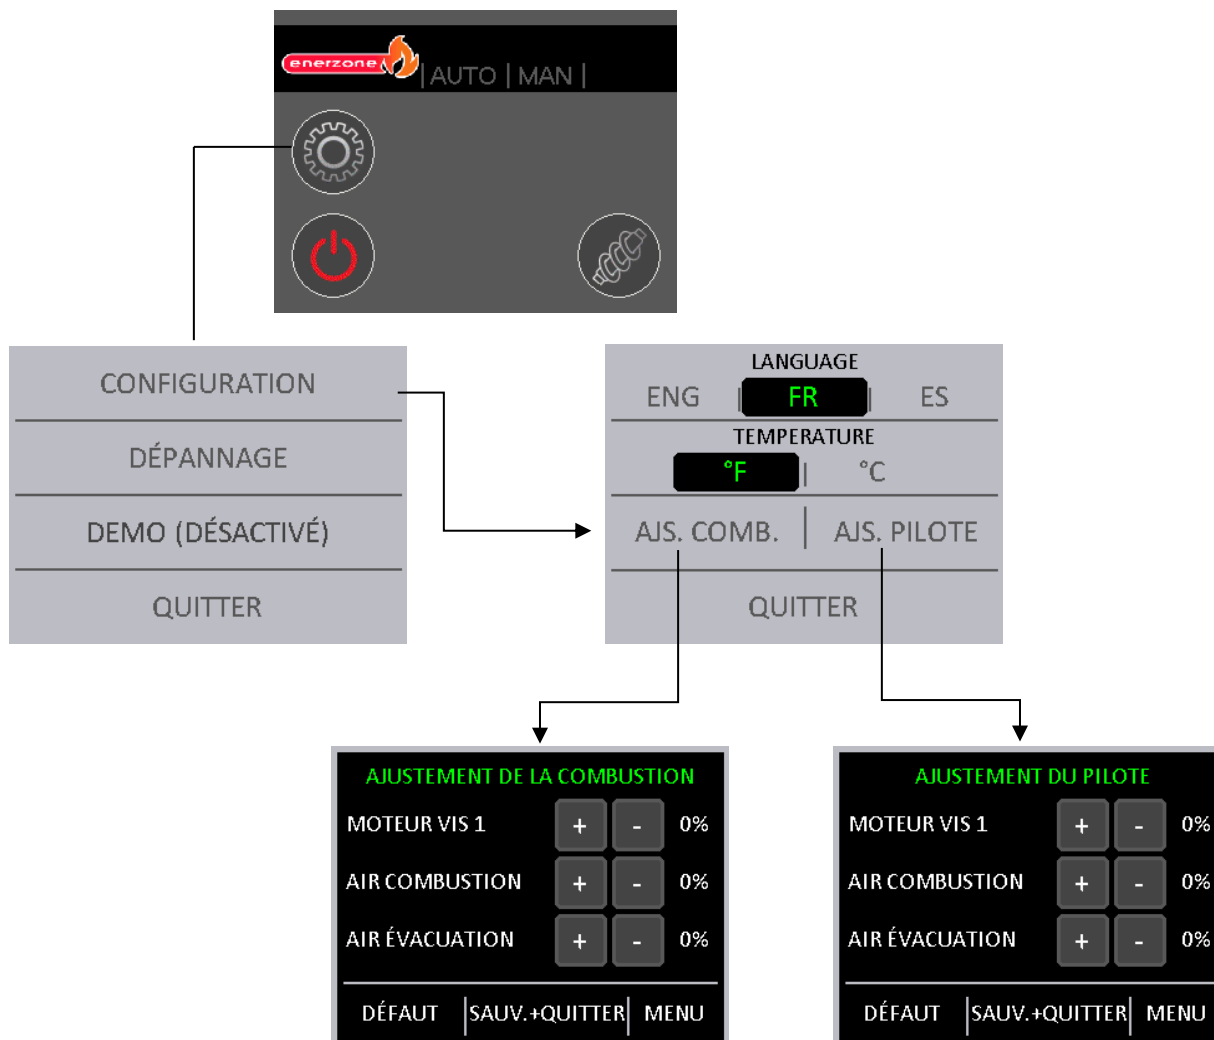 enerzone
| AUTO | MAN |
CONFIGURATION
DÉPANNAGE
DEMO (DÉSACTIVÉ)
QUITTER
LANGUAGE
ENG | FR | ES
TEMPERATURE
°F | °C
AJS. COMB. | AJS. PILOTE
QUITTER
AJUSTEMENT DE LA COMBUSTION
MOTEUR VIS 1 + - 0%
AIR COMBUSTION + - 0%
AIR ÉVACUATION + - 0%
DÉFAUT | SAUV.+QUITTER | MENU
AJUSTEMENT DU PILOTE
MOTEUR VIS 1 + - 0%
AIR COMBUSTION + - 0%
AIR ÉVACUATION + - 0%
DÉFAUT | SAUV.+QUITTER | MENU